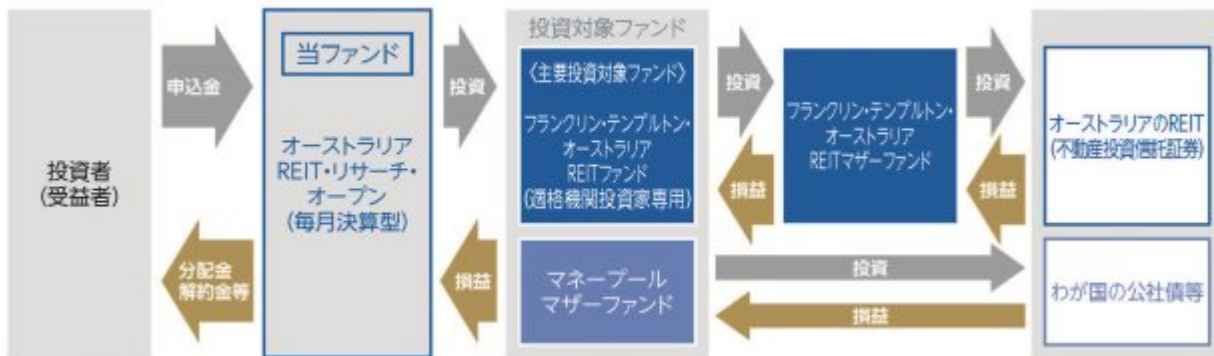 投資者
(受益者)
申込金
分配金
解約金等
当ファンド
オーストラリア
REIT・リサーチ・
オープン
(毎月決算型)
投資
損益
投資対象ファンド
〈主要投資対象ファンド〉
フランクリン・テンプルトン・
オーストラリア
REITファンド
(適格機関投資家専用)
マネープール
マザーファンド
投資
損益
フランクリン・テンプルトン・
オーストラリア
REITマザーファンド
投資
損益
投資
損益
オーストラリアのREIT
(不動産投資信託証券)
わが国の公社債等